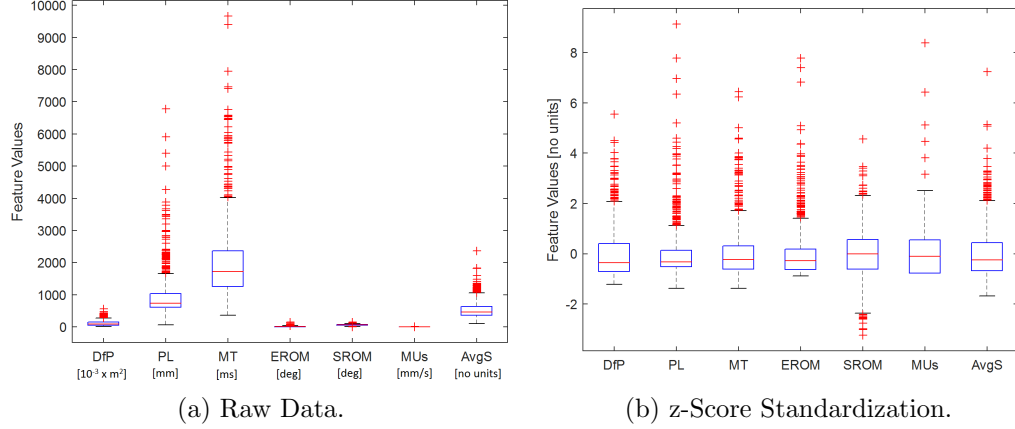 10000
9000
8000
7000
6000
5000
4000
3000
2000
1000
0
Feature Values
DfP PL MT EROM SROM MUs AvgS
[10⁻³ x m²] [mm] [ms] [deg] [deg] [mm/s] [no units]
(a) Raw Data.
8
6
4
2
0
-2
Feature Values [no units]
DfP PL MT EROM SROM MUs AvgS
(b) z-Score Standardization.